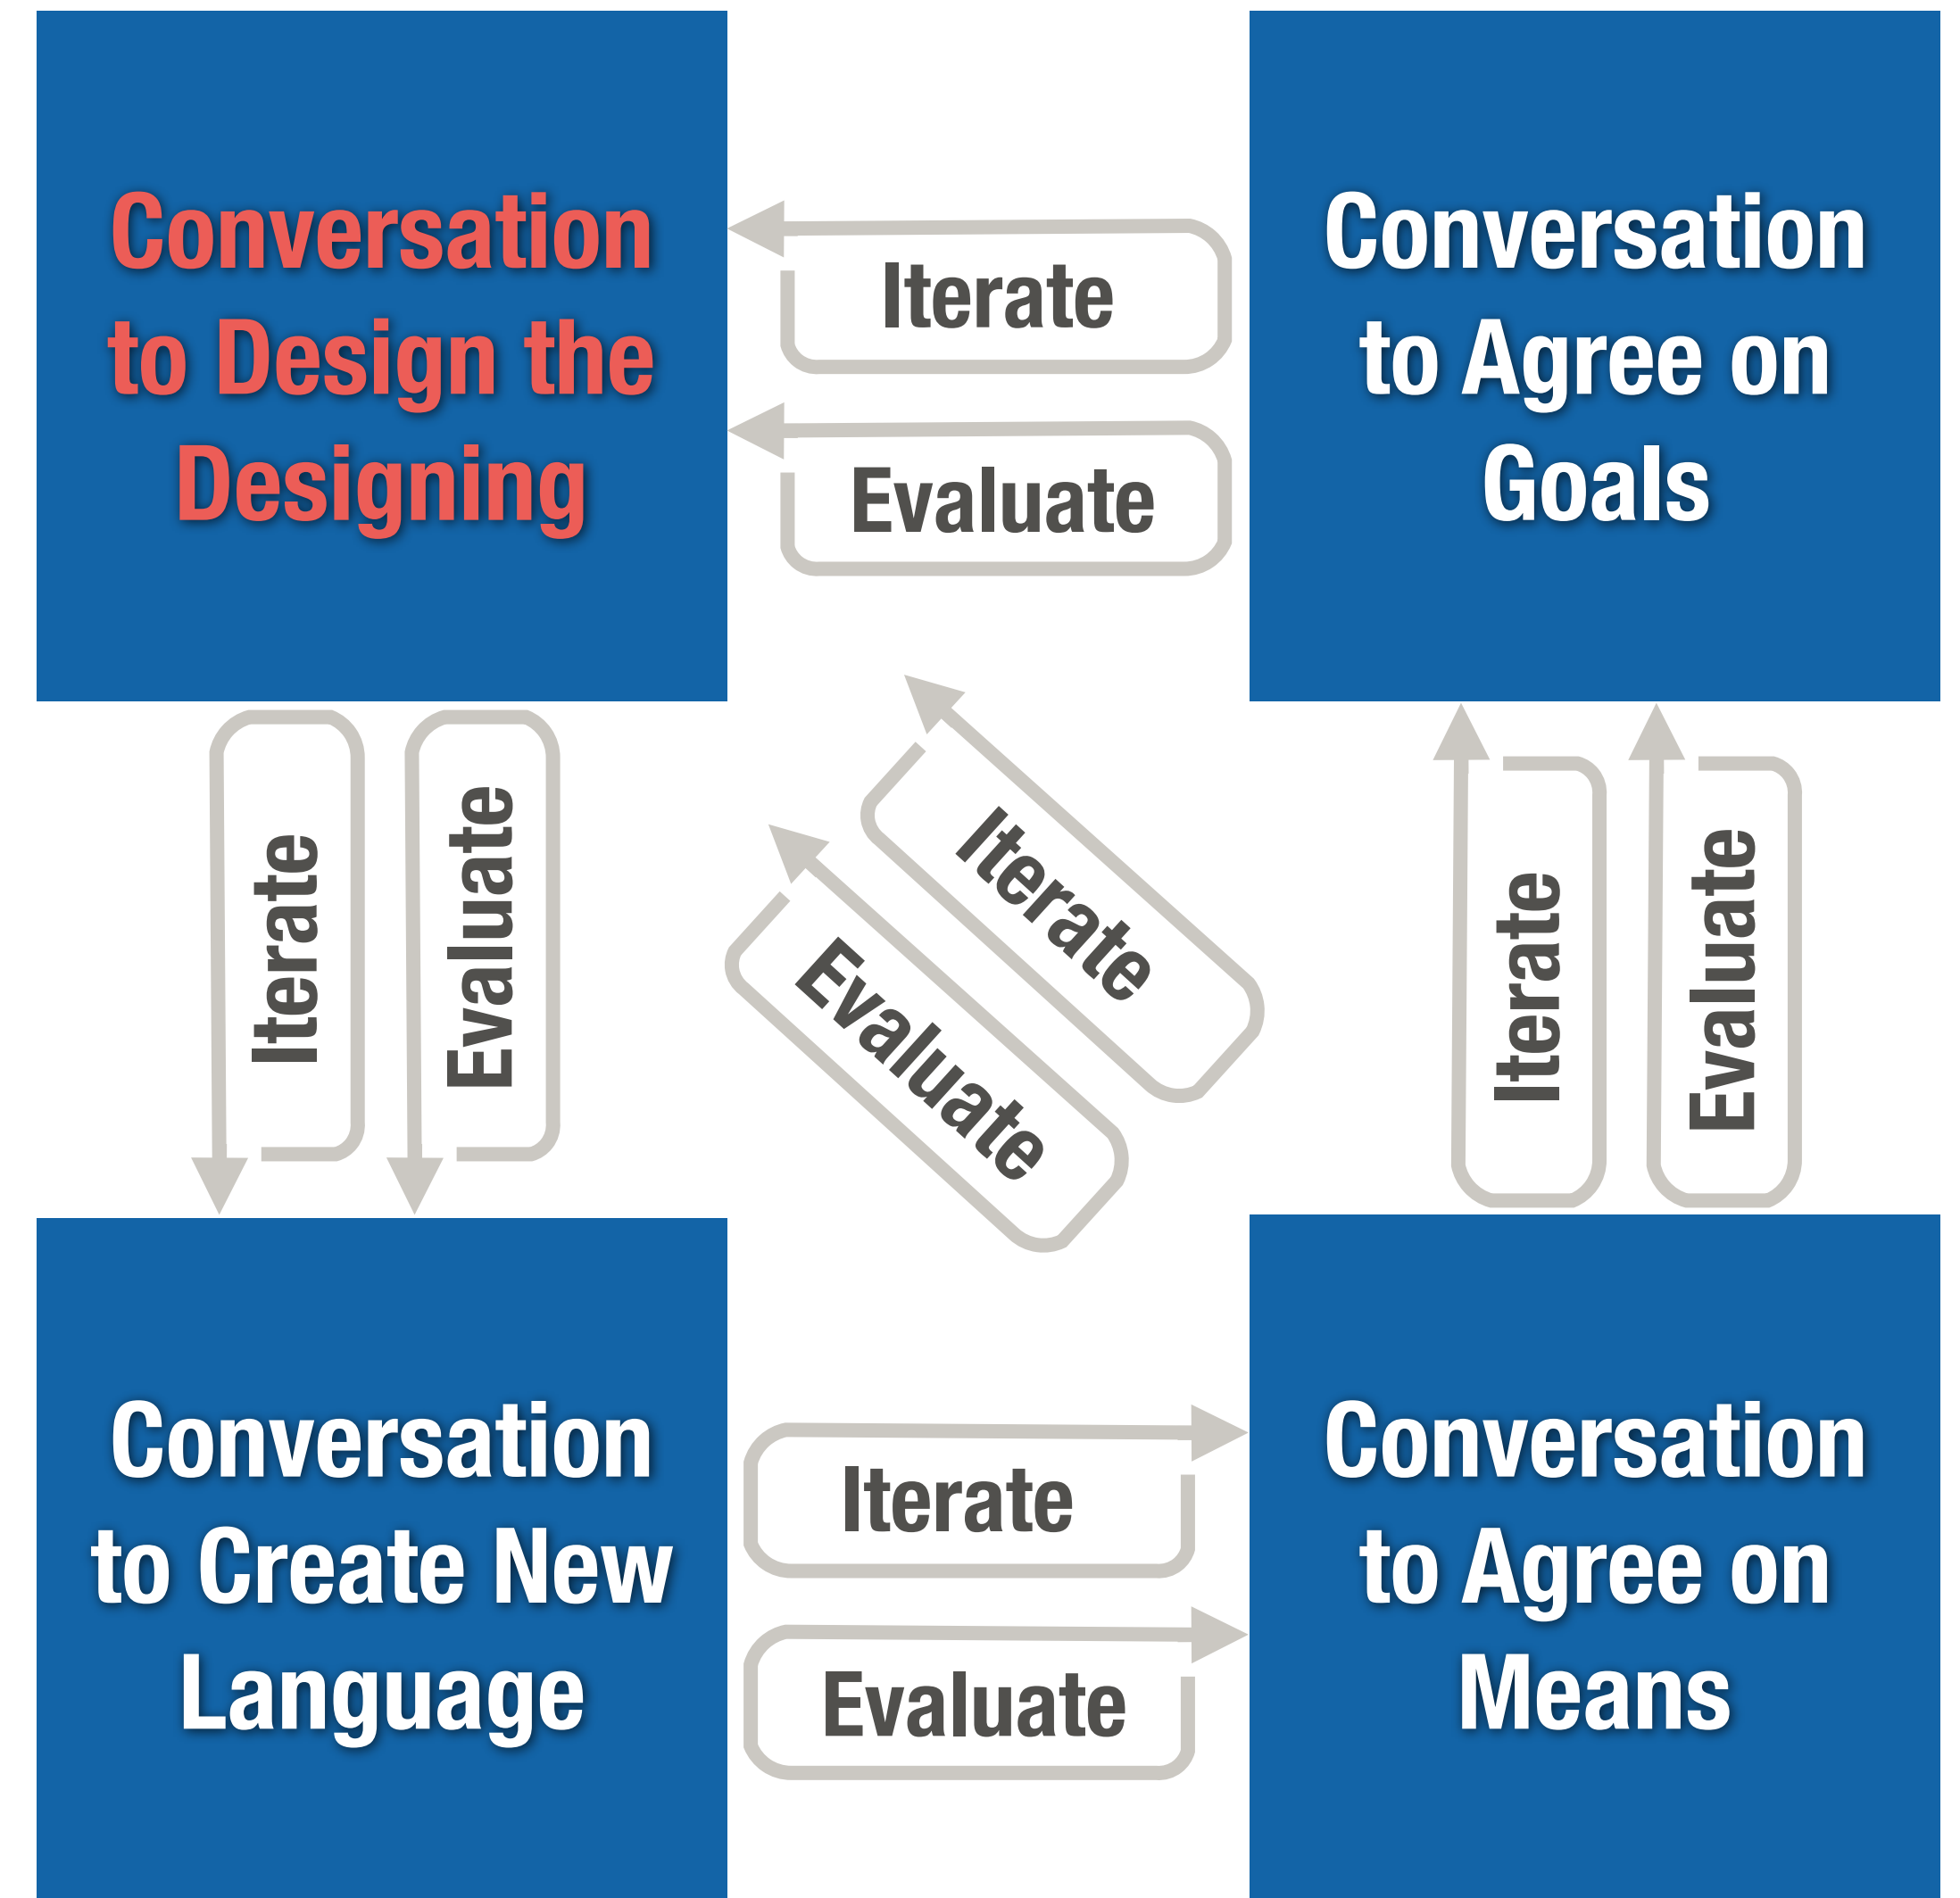 Conversation
to Design the
Designing
Iterate
Evaluate
Conversation
to Agree on
Goals
Iterate
Evaluate
Iterate
Evaluate
Iterate
Evaluate
Conversation
to Create New
Language
Iterate
Evaluate
Conversation
to Agree on
Means